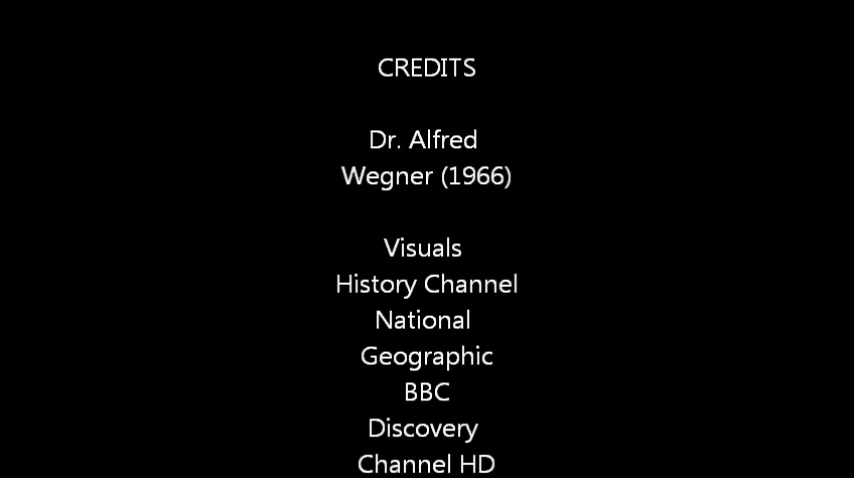 CREDITS
Dr. Alfred
Wegner (1966)
Visuals
History Channel
National
Geographic
BBC
Discovery
Channel HD